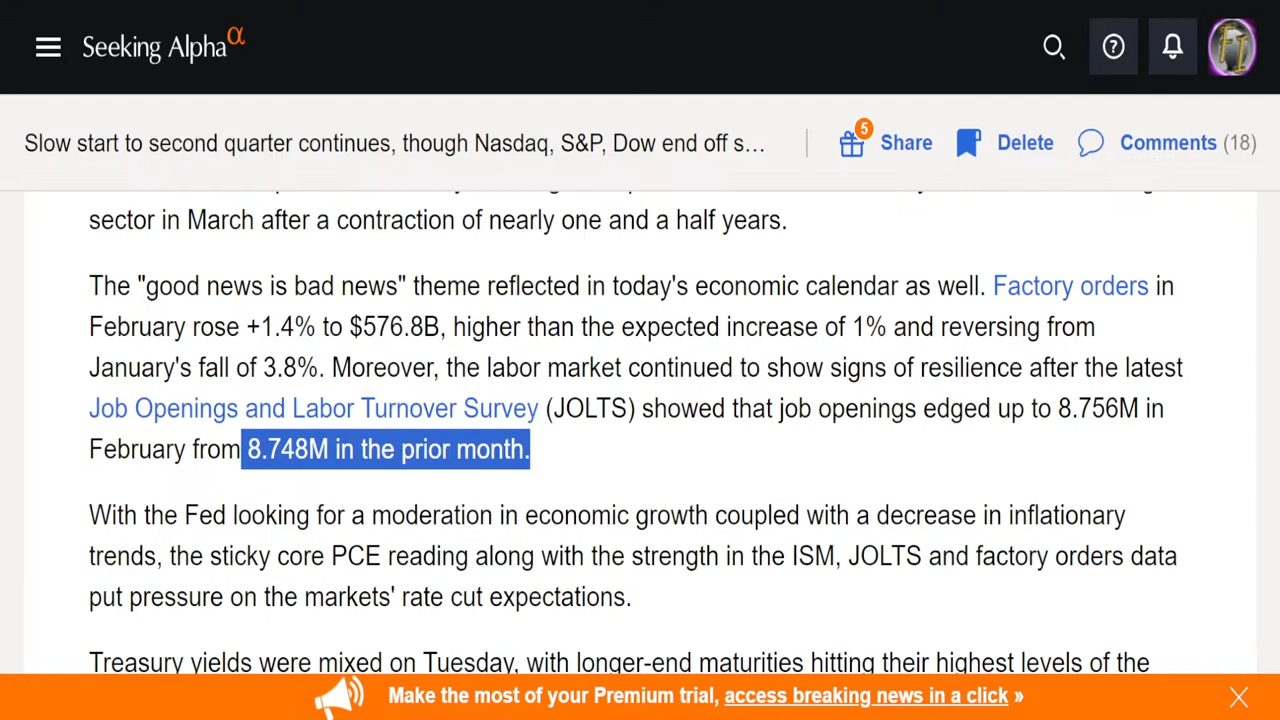 Seeking Alphaα
Slow start to second quarter continues, though Nasdaq, S&P, Dow end off s...
5
Share
Delete
Comments (18)
sector in March after a contraction of nearly one and a half years.
The "good news is bad news" theme reflected in today's economic calendar as well. Factory orders in
February rose +1.4% to $576.8B, higher than the expected increase of 1% and reversing from
January's fall of 3.8%. Moreover, the labor market continued to show signs of resilience after the latest
Job Openings and Labor Turnover Survey (JOLTS) showed that job openings edged up to 8.756M in
February from 8.748M in the prior month.
With the Fed looking for a moderation in economic growth coupled with a decrease in inflationary
trends, the sticky core PCE reading along with the strength in the ISM, JOLTS and factory orders data
put pressure on the markets' rate cut expectations.
Treasury yields were mixed on Tuesday, with longer-end maturities hitting their highest levels of the
Make the most of your Premium trial, access breaking news in a click »